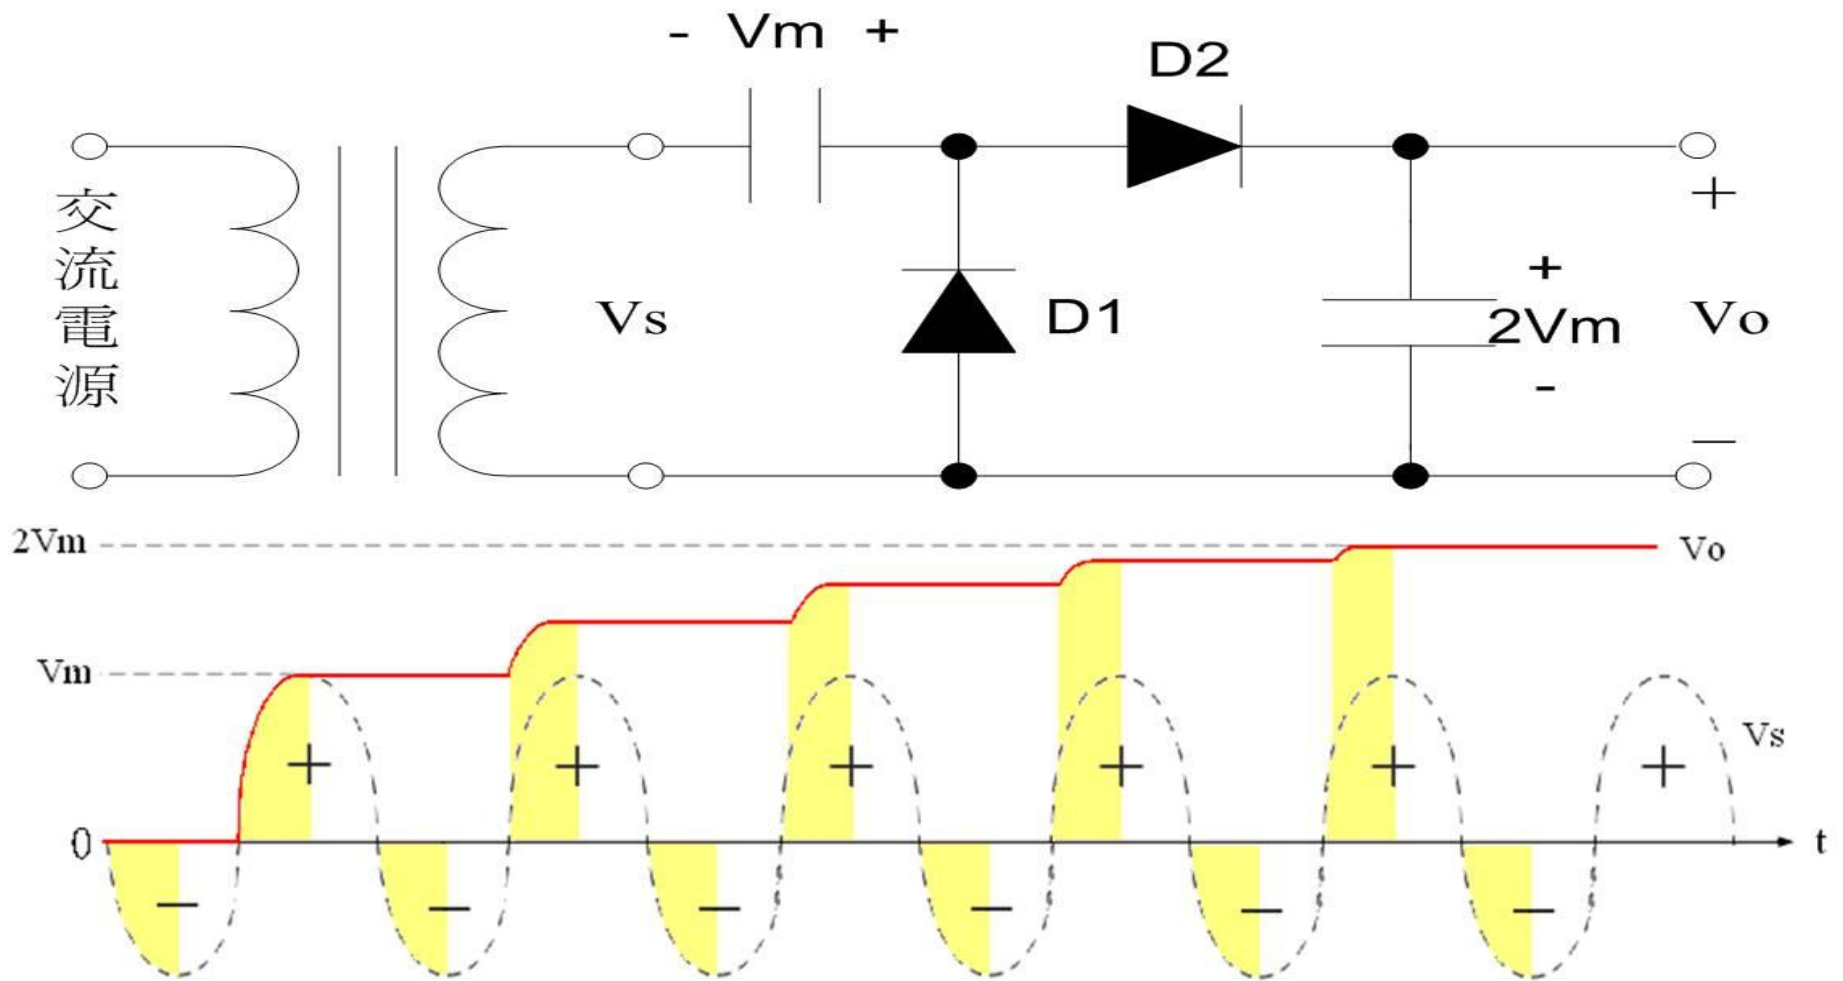 - Vm +
D2
交流電源
Vs
D1
+
+
2Vm
-
Vo
—
2Vm
Vo
Vm
+ + + + + +
Vs
0
t
— — — — — —